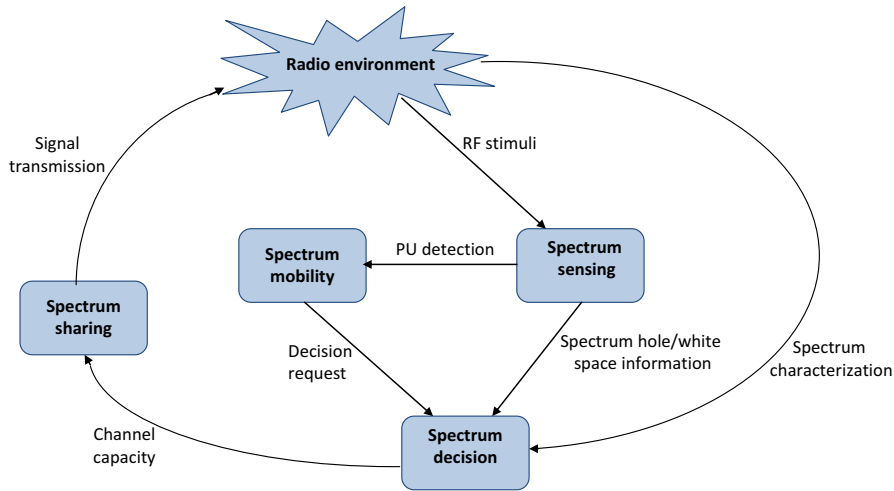 Radio environment
Signal
transmission
RF stimuli
Spectrum
mobility
PU detection
Spectrum
sensing
Spectrum
sharing
Decision
request
Spectrum hole/white
space information
Spectrum
characterization
Channel
capacity
Spectrum
decision